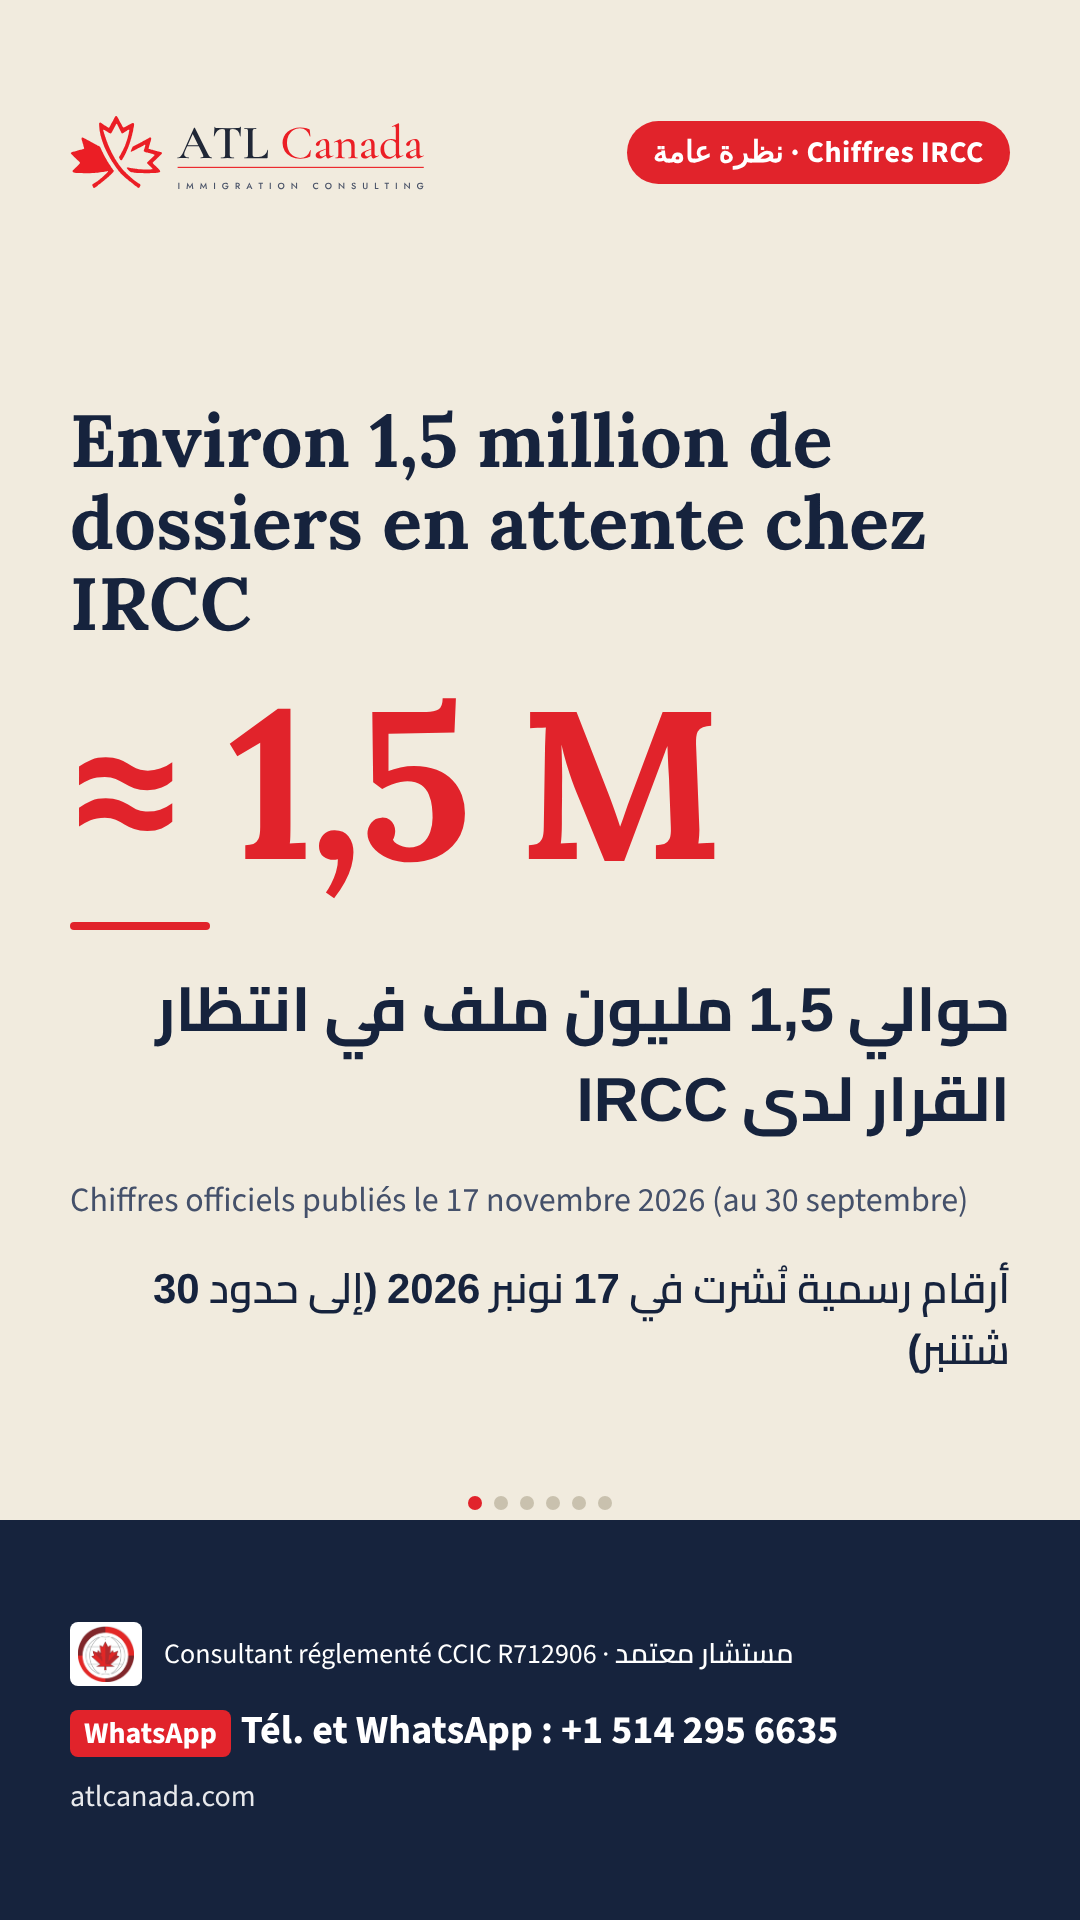 ATL Canada
IMMIGRATION CONSULTING
Chiffres IRCC · نظرة عامة
Environ 1,5 million de
dossiers en attente chez
IRCC
≈ 1,5 M
حوالي 1,5 مليون ملف في انتظار
القرار لدى IRCC
Chiffres officiels publiés le 17 novembre 2026 (au 30 septembre)
أرقام رسمية نُشرت في 17 نونبر 2026 (إلى حدود 30
شتنبر)
Consultant réglementé CCIC R712906 · مستشار معتمد
WhatsApp Tél. et WhatsApp : +1 514 295 6635
atlcanada.com